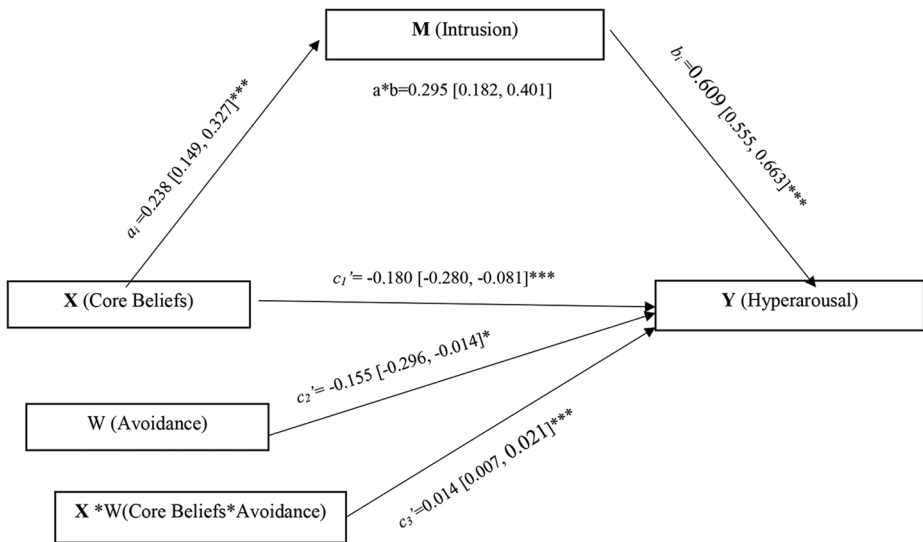 M (Intrusion)
a*b=0.295 [0.182, 0.401]
aᵢ =0.238 [0.149, 0.327]***
bᵢ =0.609 [0.555, 0.663]***
c₁’= -0.180 [-0.280, -0.081]***
X (Core Beliefs)
Y (Hyperarousal)
c₂’= -0.155 [-0.296, -0.014]*
W (Avoidance)
c₃’=0.014 [0.007, 0.021]***
X *W(Core Beliefs*Avoidance)